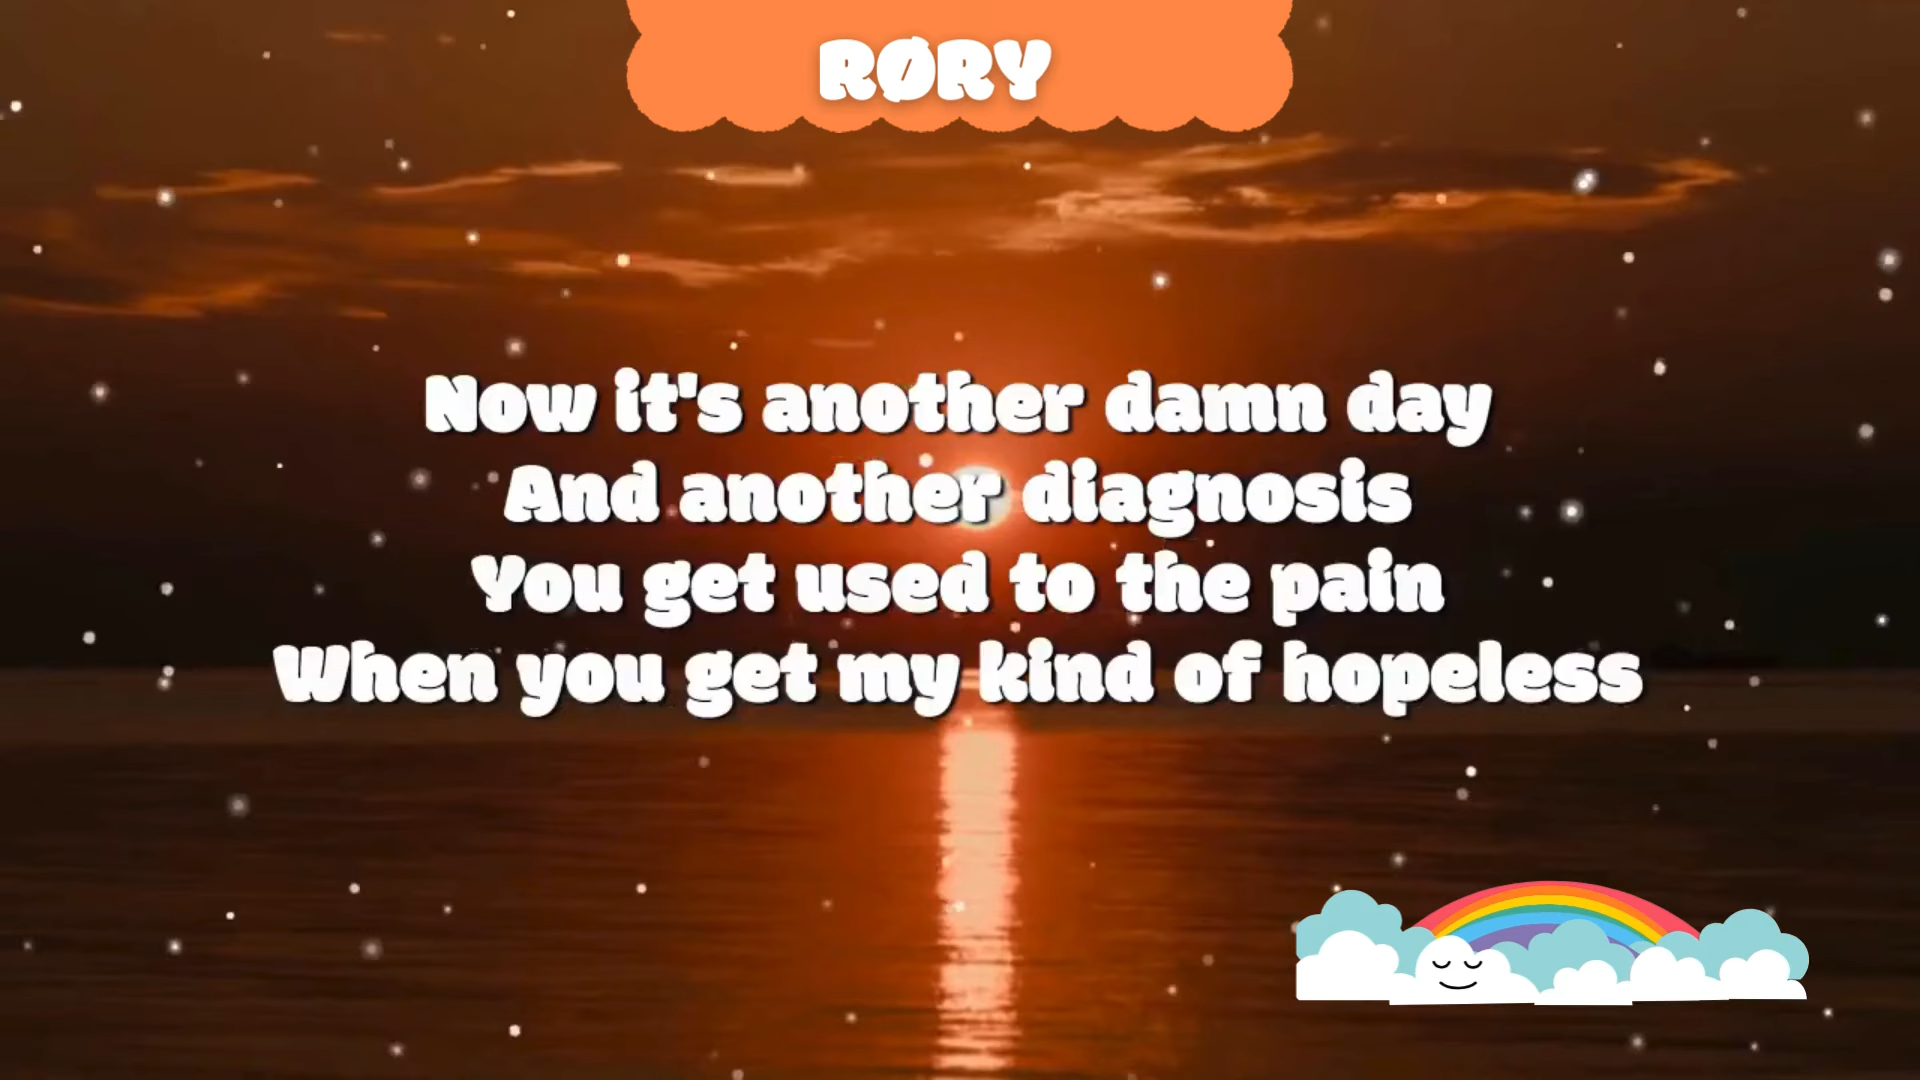 RØRY
Now it's another damn day
And another diagnosis
You get used to the pain
When you get my kind of hopeless